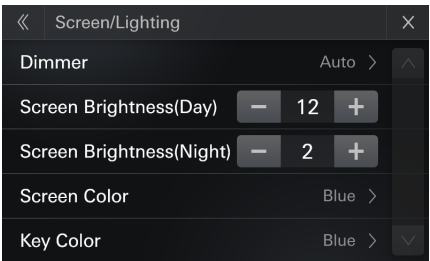 Screen/Lighting
Dimmer Auto
Screen Brightness(Day) 12
Screen Brightness(Night) 2
Screen Color Blue
Key Color Blue